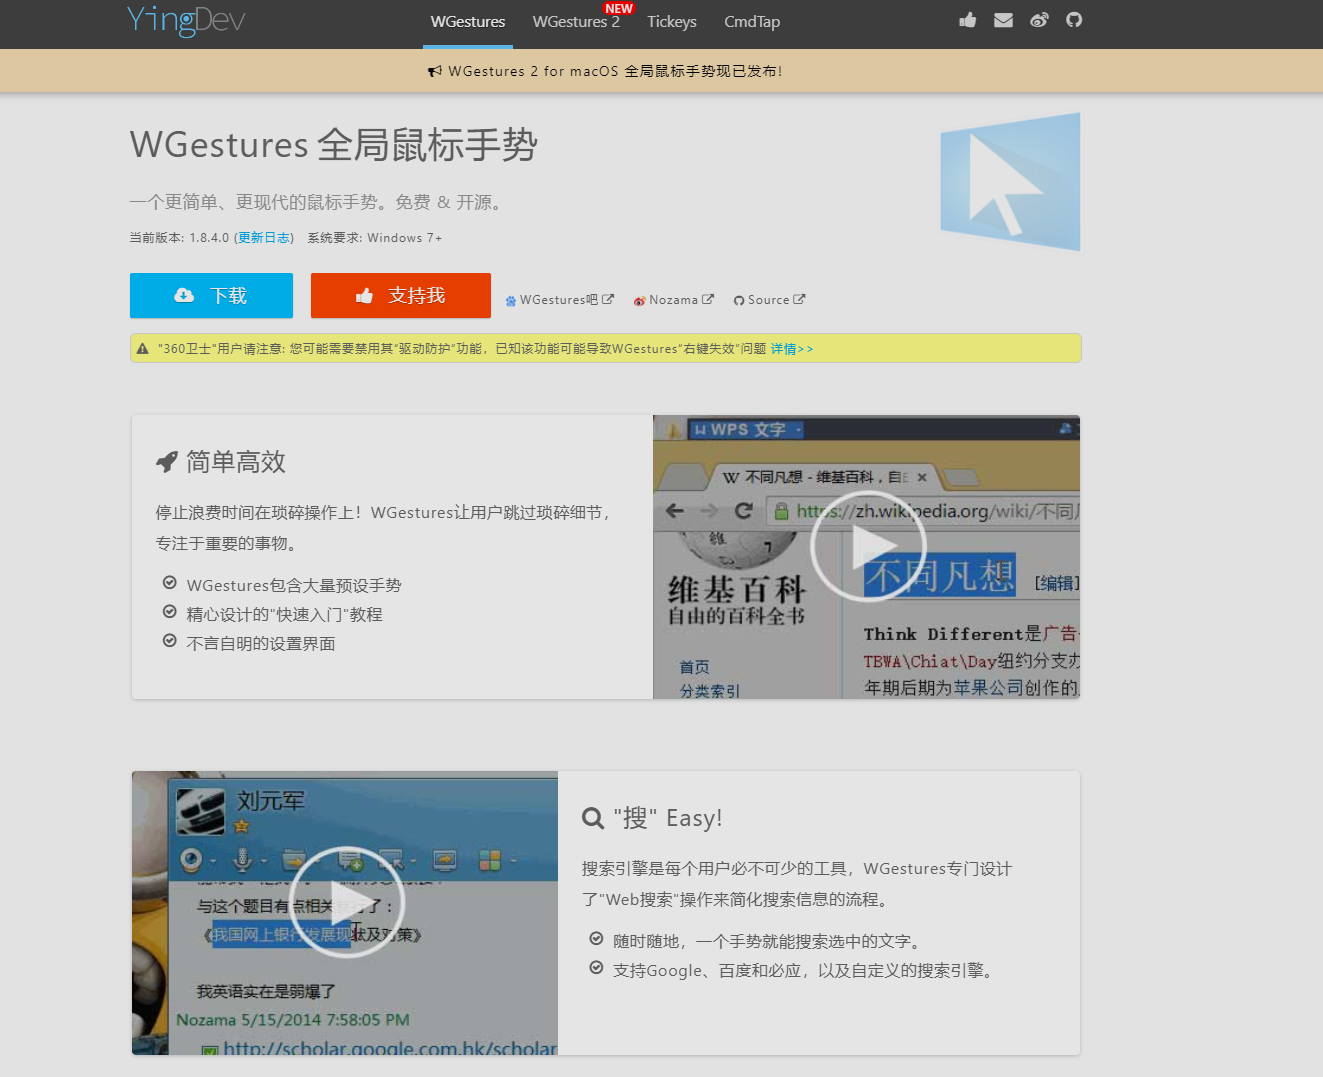 YingDev
WGestures WGestures 2 NEW Tickeys CmdTap
WGestures 2 for macOS 全局鼠标手势现已发布!
WGestures 全局鼠标手势
一个更简单、更现代的鼠标手势。免费 & 开源。
当前版本: 1.8.4.0 (更新日志) 系统要求: Windows 7+
下载 支持我 WGestures吧 Nozama Source
"360卫士"用户请注意: 您可能需要禁用其“驱动防护”功能，已知该功能可能导致WGestures“右键失效”问题 详情>>
简单高效
停止浪费时间在琐碎操作上！WGestures让用户跳过琐碎细节，
专注于重要的事物。
WGestures包含大量预设手势
精心设计的"快速入门"教程
不言自明的设置界面
WPS 文字
W 不同凡想 - 维基百科，自
https://zh.wikipedia.org/wiki/不同
维基百科
自由的百科全书
首页
分类索引
不同凡想 [编辑]
Think Different是广告
TBWA\Chiat\Day纽约分支办
年期后期为苹果公司创作的
刘元军
与这个题目有点相关 行了：
《我国网上银行发展现状及对策》
我英语实在是弱爆了
Nozama 5/15/2014 7:58:05 PM
http://scholar.google.com.hk/scholar
"搜" Easy!
搜索引擎是每个用户必不可少的工具，WGestures专门设计
了"Web搜索"操作来简化搜索信息的流程。
随时随地，一个手势就能搜索选中的文字。
支持Google、百度和必应，以及自定义的搜索引擎。